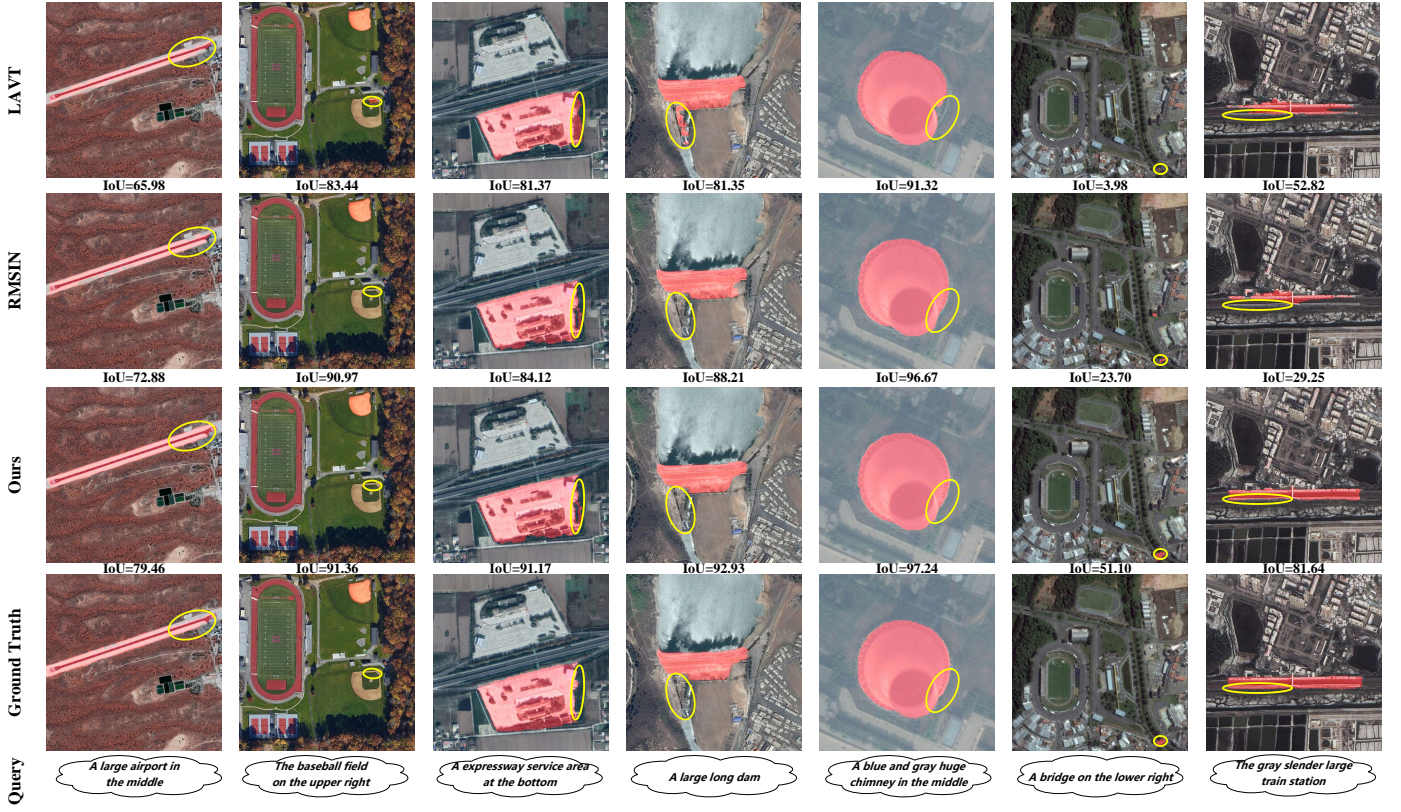 LAVT
IoU=65.98 IoU=83.44 IoU=81.37 IoU=81.35 IoU=91.32 IoU=3.98 IoU=52.82
RMSIN
IoU=72.88 IoU=90.97 IoU=84.12 IoU=88.21 IoU=96.67 IoU=23.70 IoU=29.25
Ours
IoU=79.46 IoU=91.36 IoU=91.17 IoU=92.93 IoU=97.24 IoU=51.10 IoU=81.64
Ground Truth
Query
A large airport in
the middle
The baseball field
on the upper right
A expressway service area
at the bottom
A large long dam
A blue and gray huge
chimney in the middle
A bridge on the lower right
The gray slender large
train station